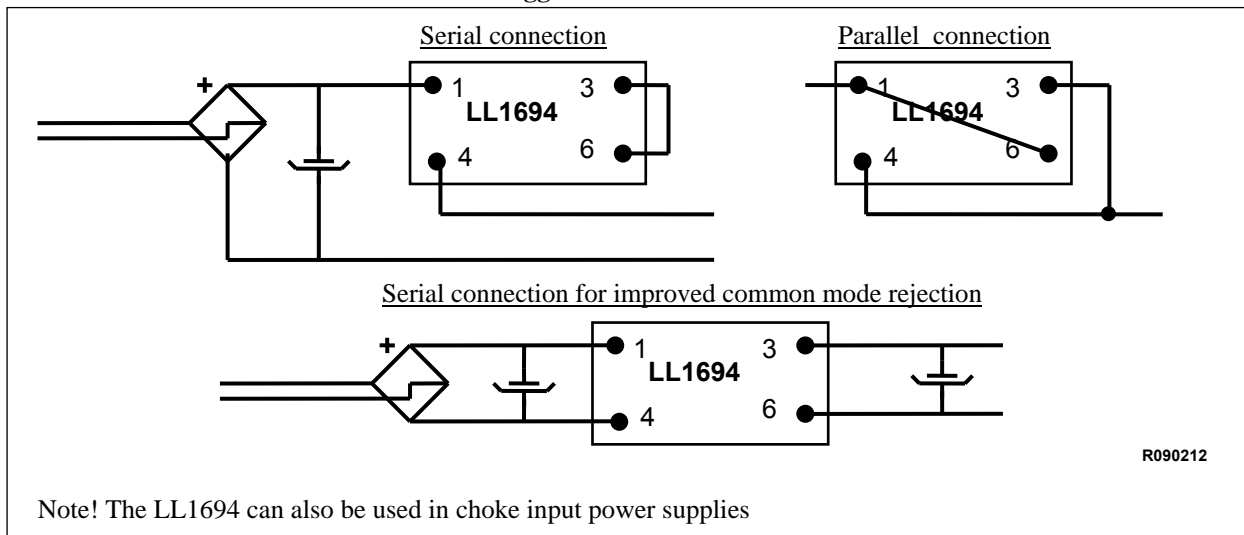 Serial connection
Parallel connection
+
1
3
LL1694
4
6
1
3
LL1694
4
6
Serial connection for improved common mode rejection
+
1
3
LL1694
4
6
R090212
Note! The LL1694 can also be used in choke input power supplies